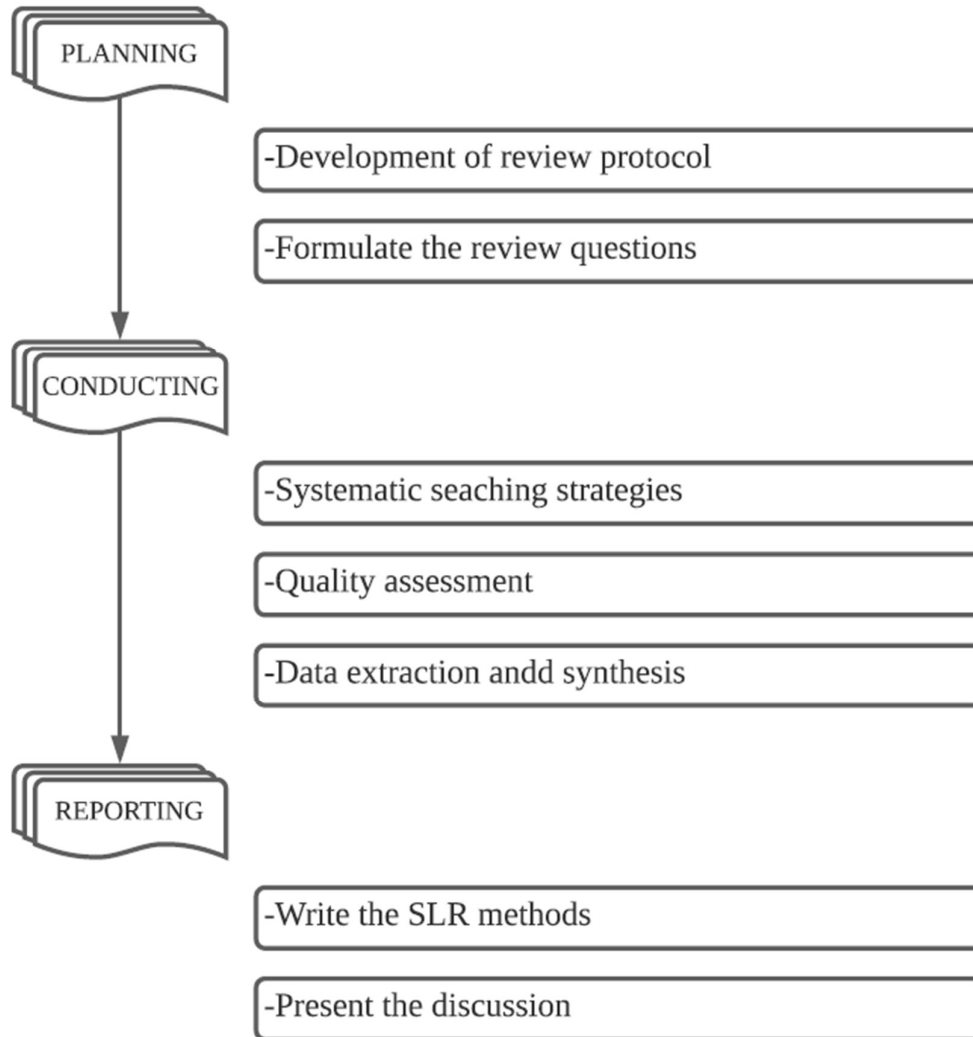 PLANNING
-Development of review protocol
-Formulate the review questions
CONDUCTING
-Systematic seaching strategies
-Quality assessment
-Data extraction andd synthesis
REPORTING
-Write the SLR methods
-Present the discussion